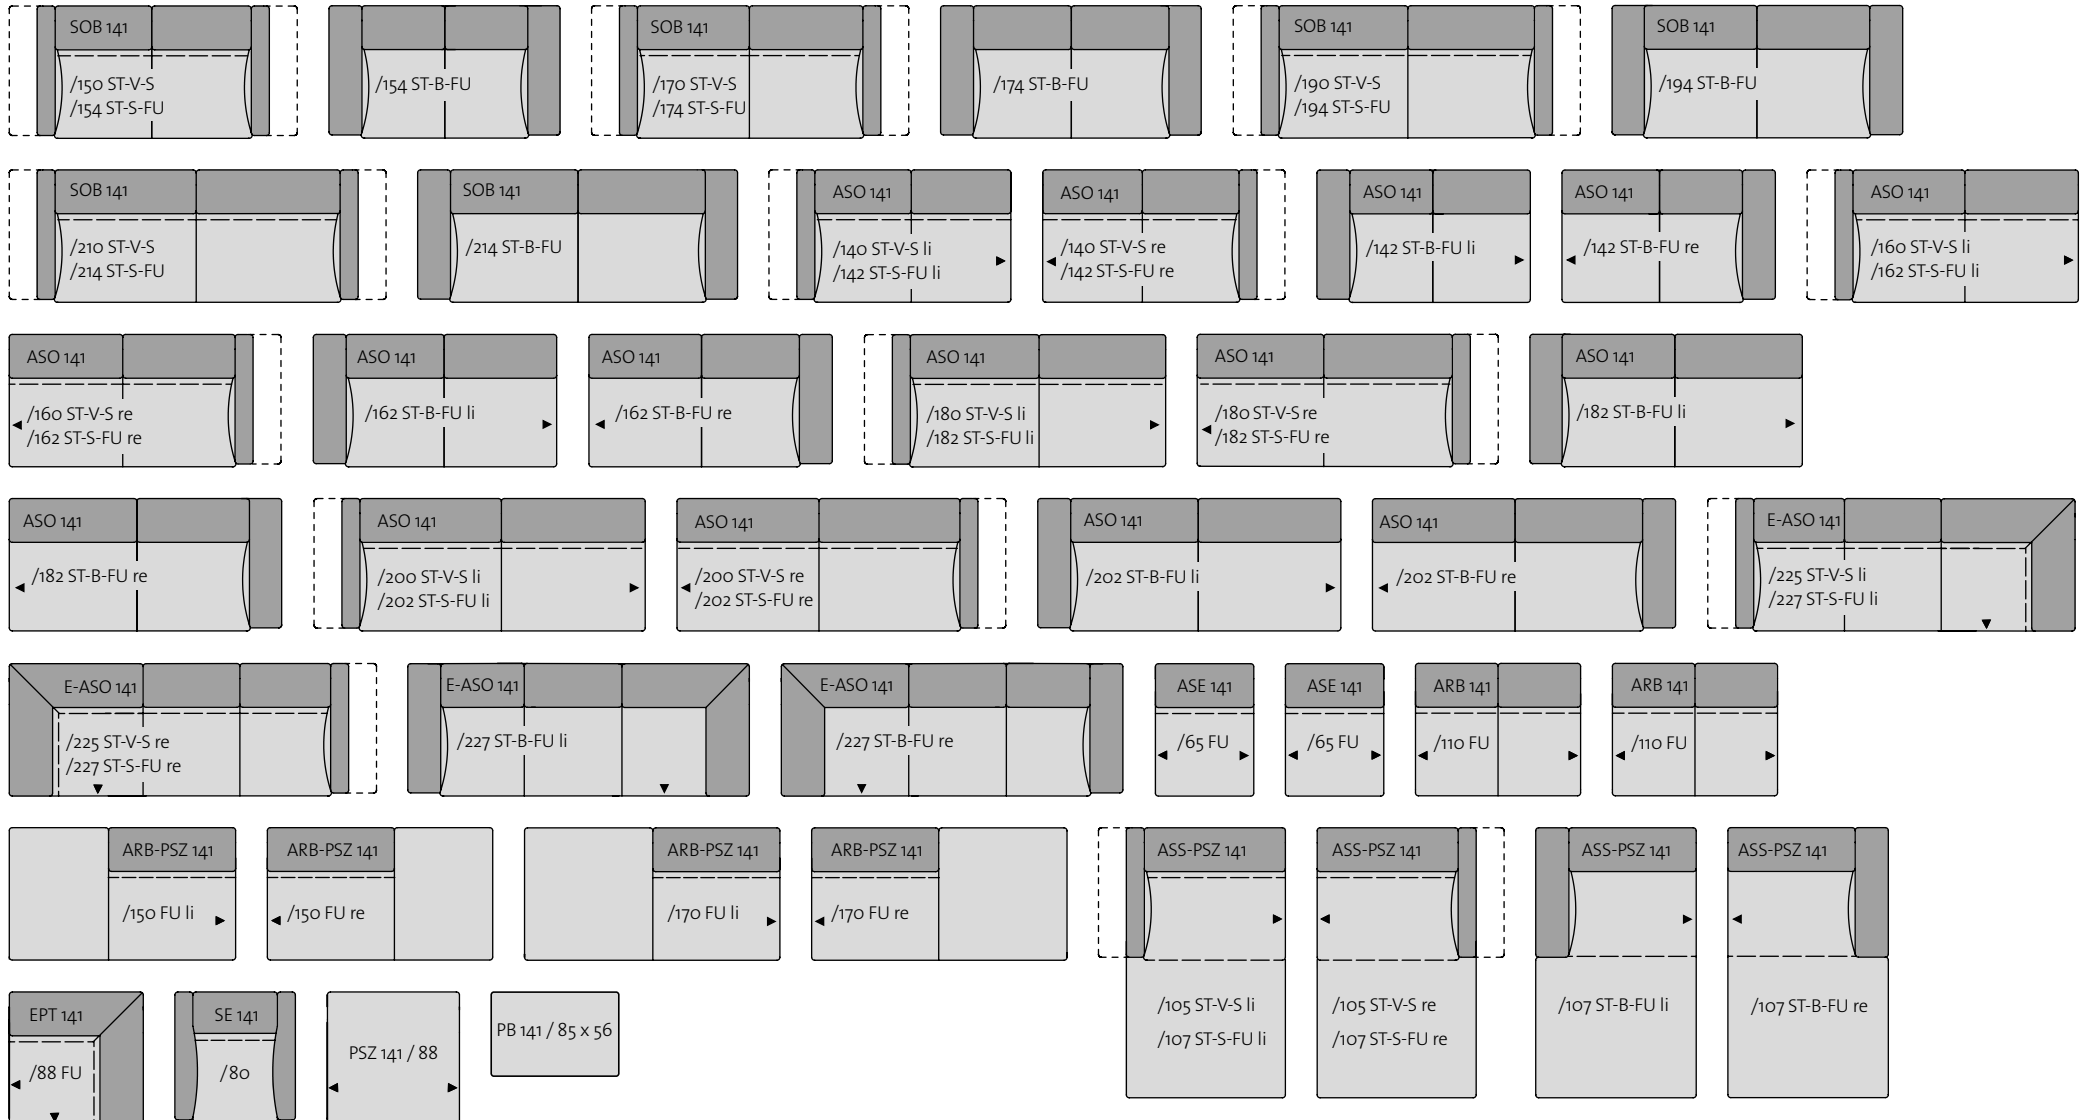 SOB 141
/150 ST-V-S
/154 ST-S-FU
/154 ST-B-FU
SOB 141
/170 ST-V-S
/174 ST-S-FU
/174 ST-B-FU
SOB 141
/190 ST-V-S
/194 ST-S-FU
SOB 141
/194 ST-B-FU
SOB 141
/210 ST-V-S
/214 ST-S-FU
SOB 141
/214 ST-B-FU
ASO 141
/140 ST-V-S li
/142 ST-S-FU li
ASO 141
/140 ST-V-S re
/142 ST-S-FU re
ASO 141
/142 ST-B-FU li
ASO 141
/142 ST-B-FU re
ASO 141
/160 ST-V-S li
/162 ST-S-FU li
ASO 141
/160 ST-V-S re
/162 ST-S-FU re
ASO 141
/162 ST-B-FU li
ASO 141
/162 ST-B-FU re
ASO 141
/180 ST-V-S li
/182 ST-S-FU li
ASO 141
/180 ST-V-S re
/182 ST-S-FU re
ASO 141
/182 ST-B-FU li
ASO 141
/182 ST-B-FU re
ASO 141
/200 ST-V-S li
/202 ST-S-FU li
ASO 141
/200 ST-V-S re
/202 ST-S-FU re
ASO 141
/202 ST-B-FU li
ASO 141
/202 ST-B-FU re
E-ASO 141
/225 ST-V-S li
/227 ST-S-FU li
E-ASO 141
/225 ST-V-S re
/227 ST-S-FU re
E-ASO 141
/227 ST-B-FU li
E-ASO 141
/227 ST-B-FU re
ASE 141
/65 FU
ASE 141
/65 FU
ARB 141
/110 FU
ARB 141
/110 FU
ARB-PSZ 141
/150 FU li
ARB-PSZ 141
/150 FU re
ARB-PSZ 141
/170 FU li
ARB-PSZ 141
/170 FU re
ASS-PSZ 141
/105 ST-V-S li
/107 ST-S-FU li
ASS-PSZ 141
/105 ST-V-S re
/107 ST-S-FU re
ASS-PSZ 141
/107 ST-B-FU li
ASS-PSZ 141
/107 ST-B-FU re
EPT 141
/88 FU
SE 141
/80
PSZ 141 / 88
PB 141 / 85 x 56